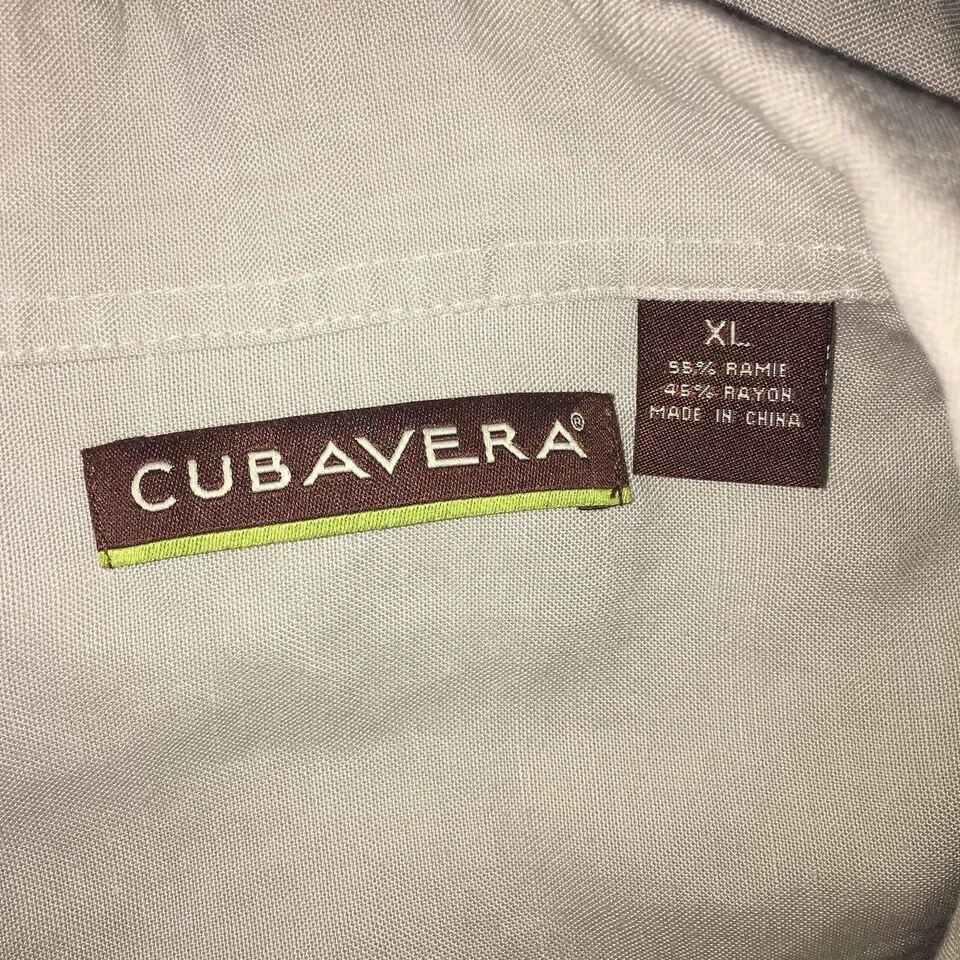 CUBAVERA®
XL
55% RAMIE
45% RAYON
MADE IN CHINA